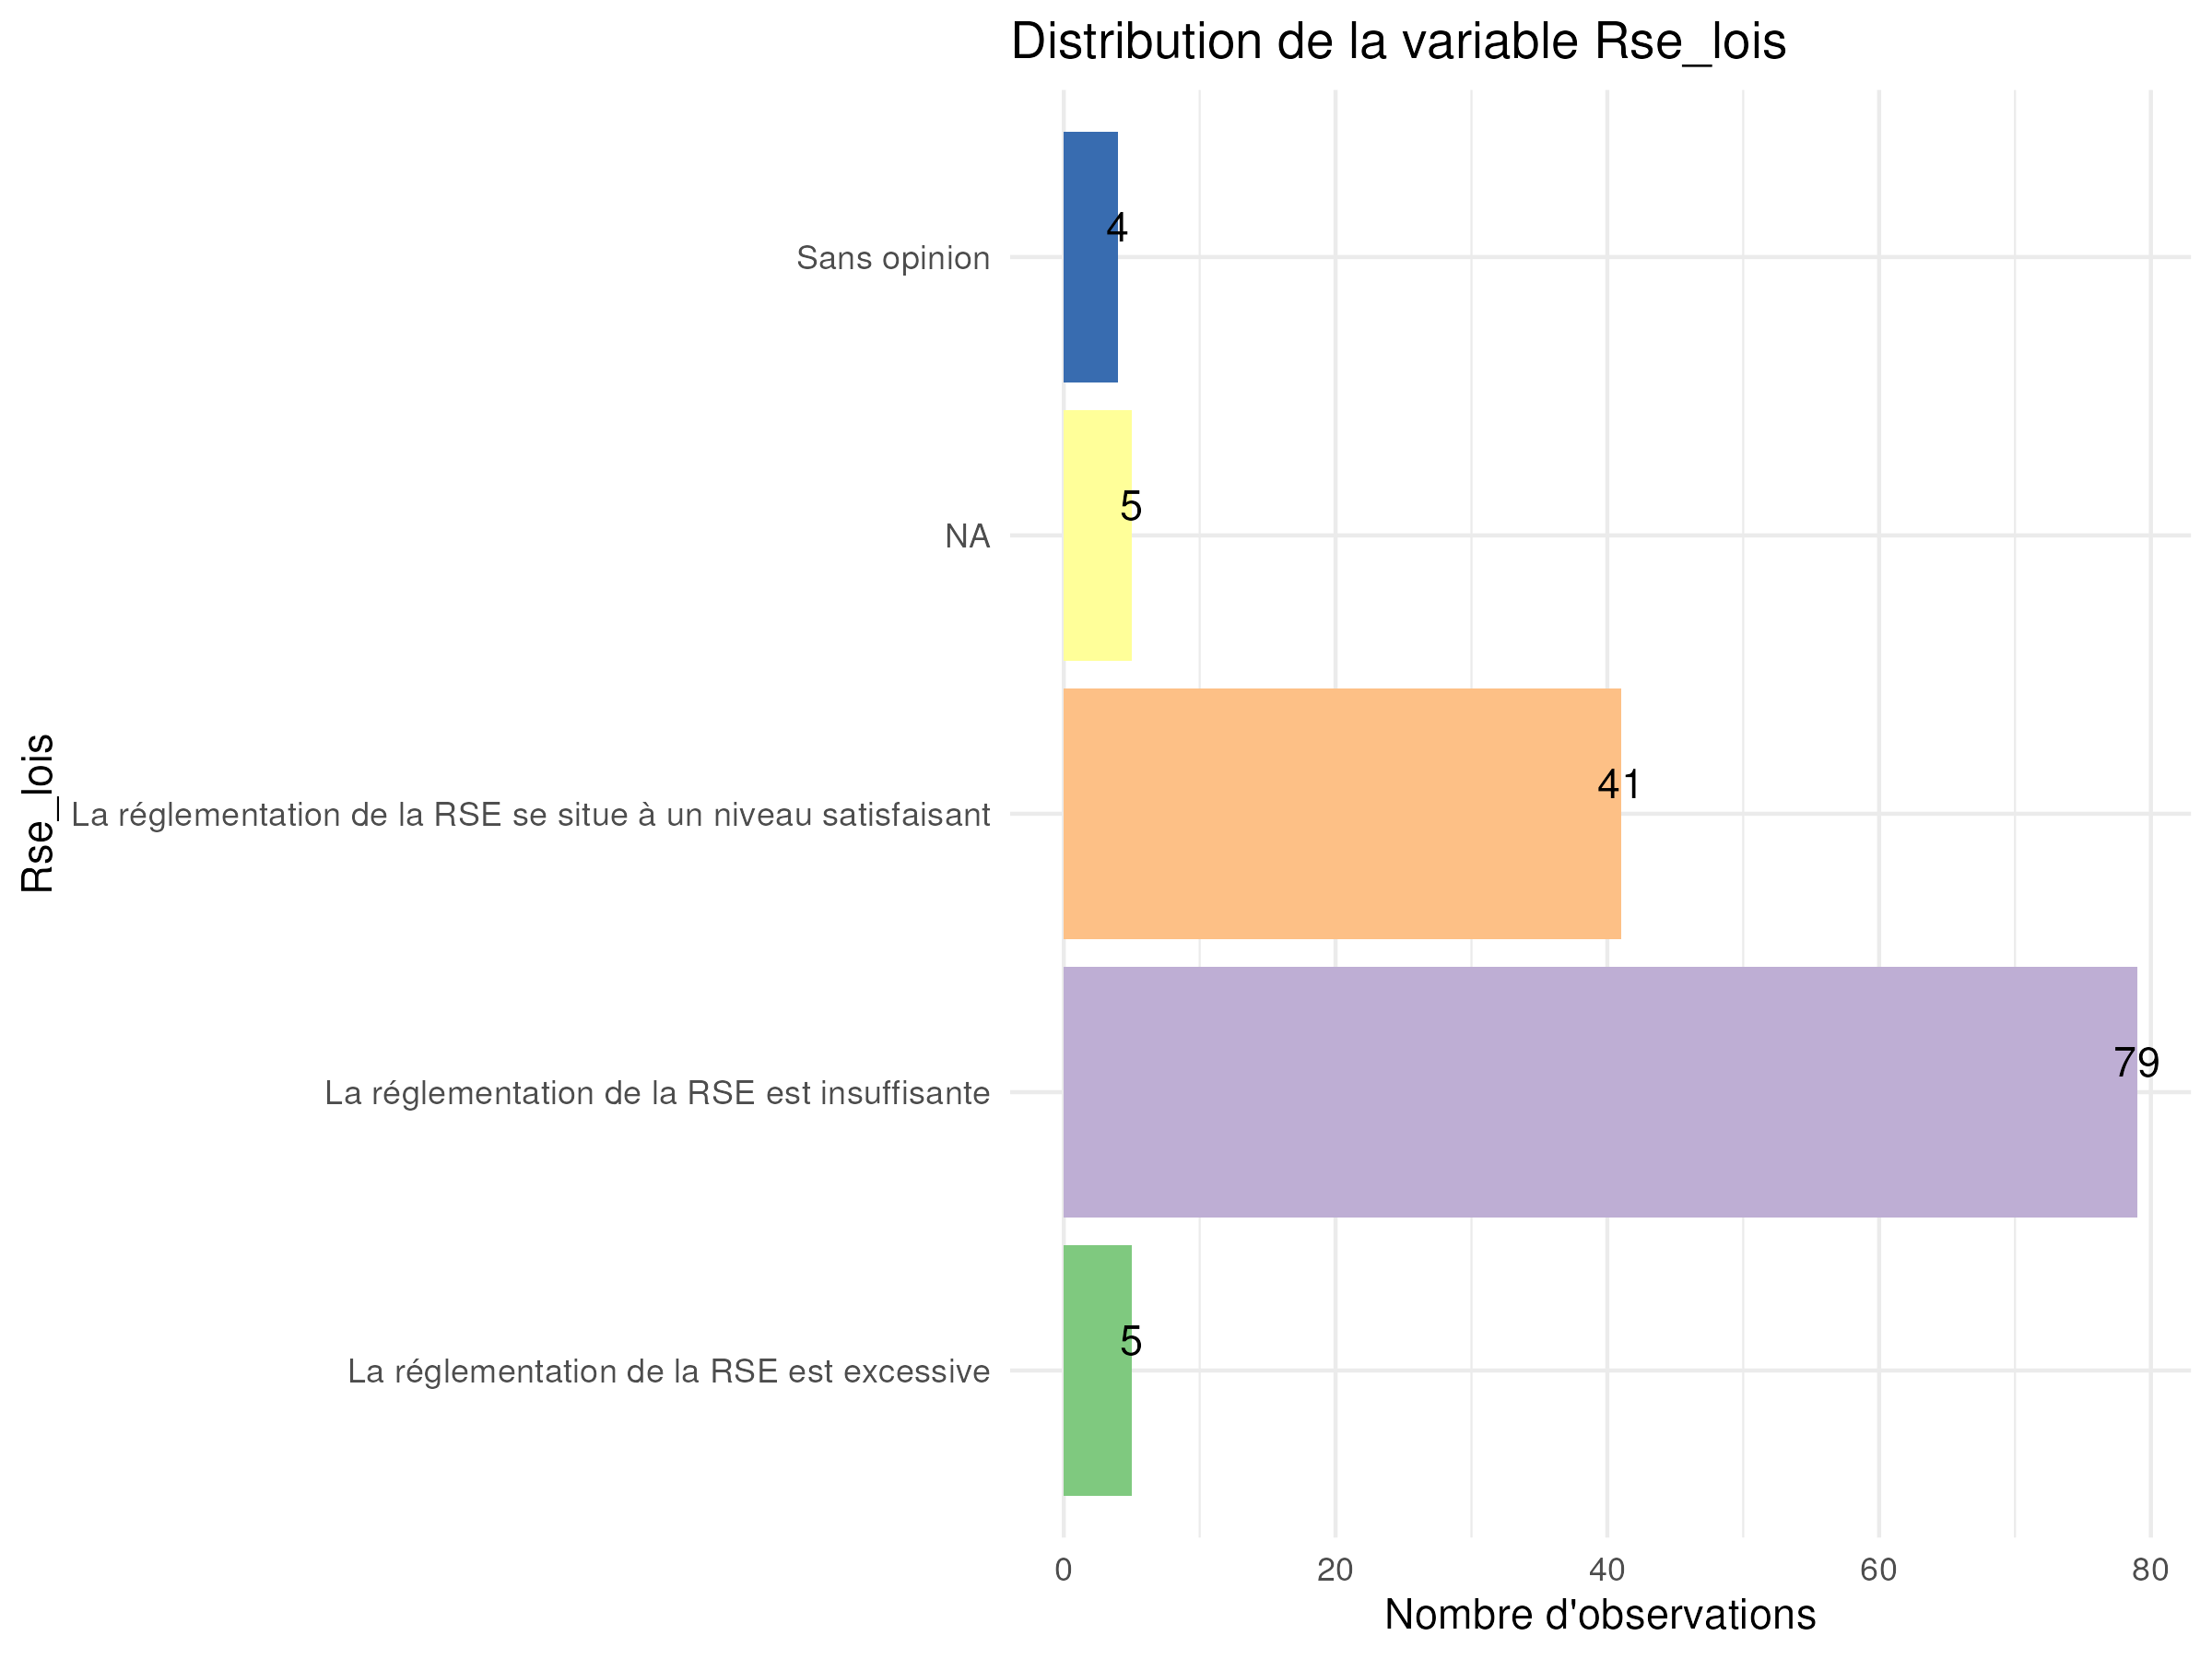 Distribution de la variable Rse_lois
Rse_lois
Sans opinion
4
NA
5
La réglementation de la RSE se situe à un niveau satisfaisant
41
La réglementation de la RSE est insuffisante
79
La réglementation de la RSE est excessive
5
0 20 40 60 80
Nombre d'observations